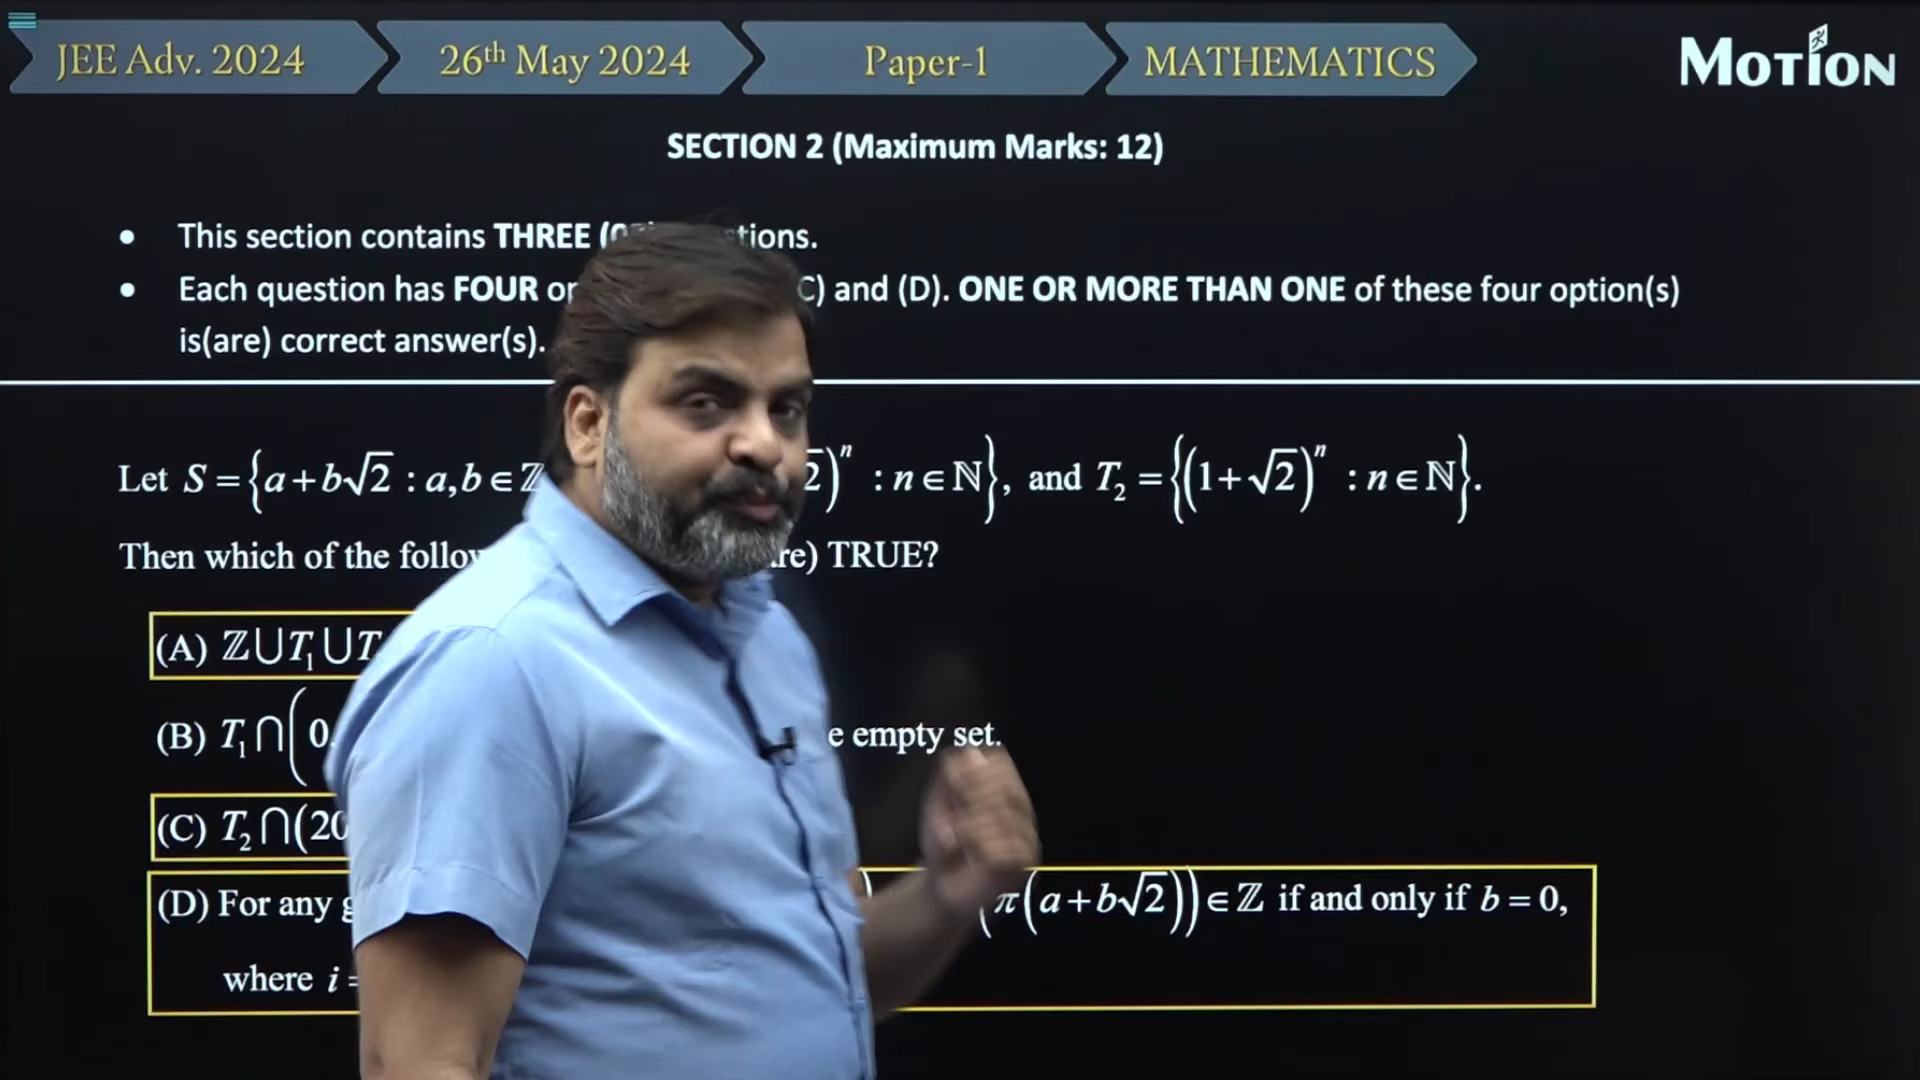 JEE Adv. 2024 26th May 2024 Paper-1 MATHEMATICS MOTION
SECTION 2 (Maximum Marks: 12)
• This section contains THREE tions.
• Each question has FOUR C) and (D). ONE OR MORE THAN ONE of these four option(s)
is(are) correct answer(s).
Let S = {a+b√2 : a,b ∈ ℤ 2)ⁿ : n∈ℕ}, and T₂ = {(1+√2)ⁿ : n∈ℕ}.
Then which of the follow re) TRUE?
(A) ℤ⋃T₁⋃T
(B) T₁⋂(0 e empty set.
(C) T₂⋂(20
(D) For any (π(a+b√2))∈ℤ if and only if b = 0,
where i =